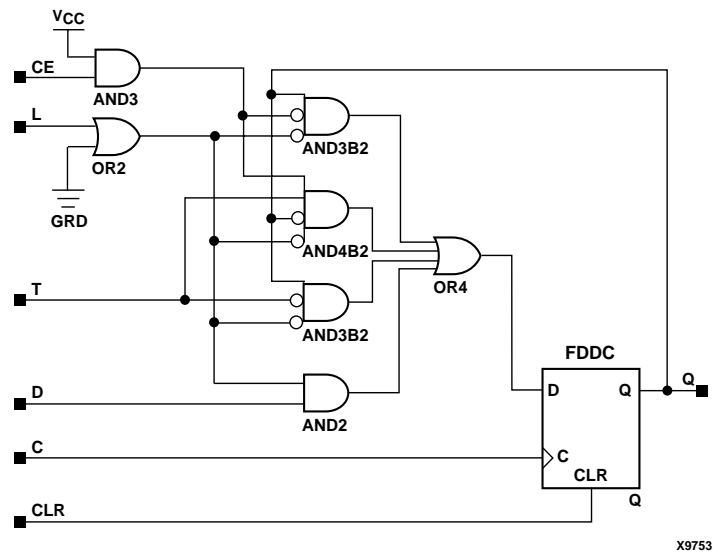 VCC
CE
AND3
L
OR2
GRD
AND3B2
AND4B2
OR4
T
AND3B2
FDDC
D
AND2
D
Q
Q
C
C
CLR
Q
CLR
X9753